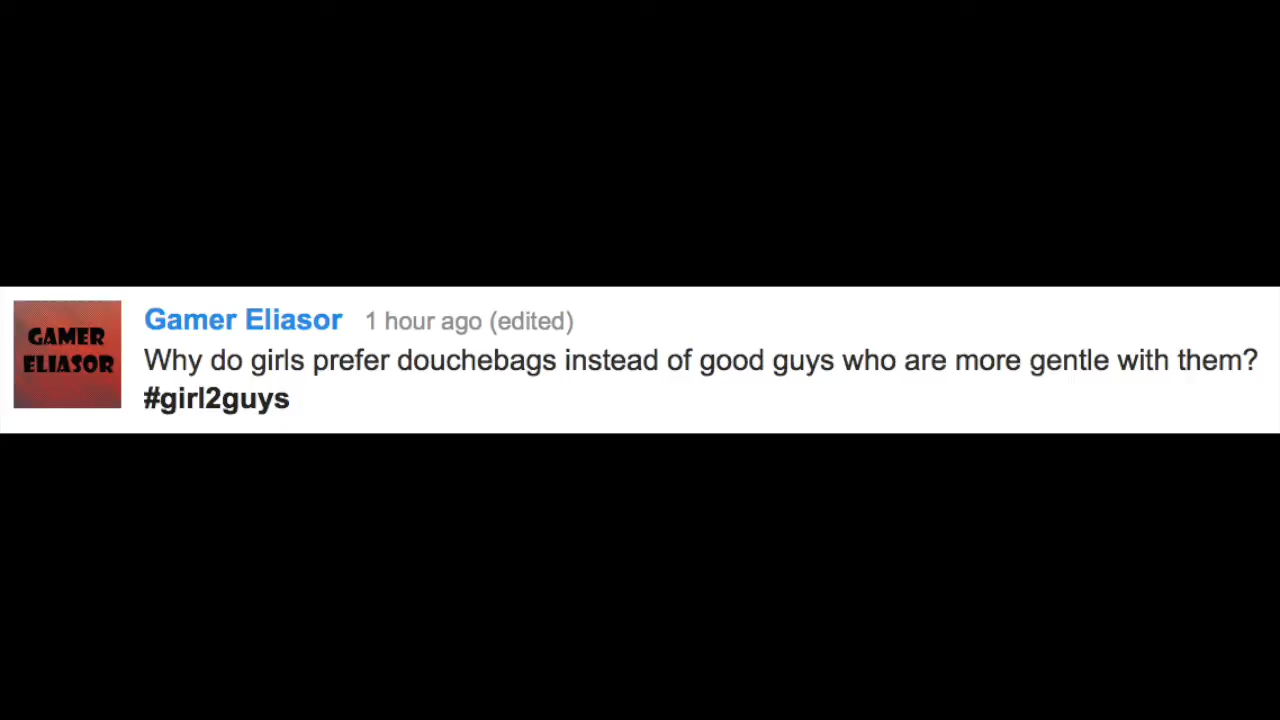 GAMER
ELIASOR
Gamer Eliasor 1 hour ago (edited)
Why do girls prefer douchebags instead of good guys who are more gentle with them?
#girl2guys